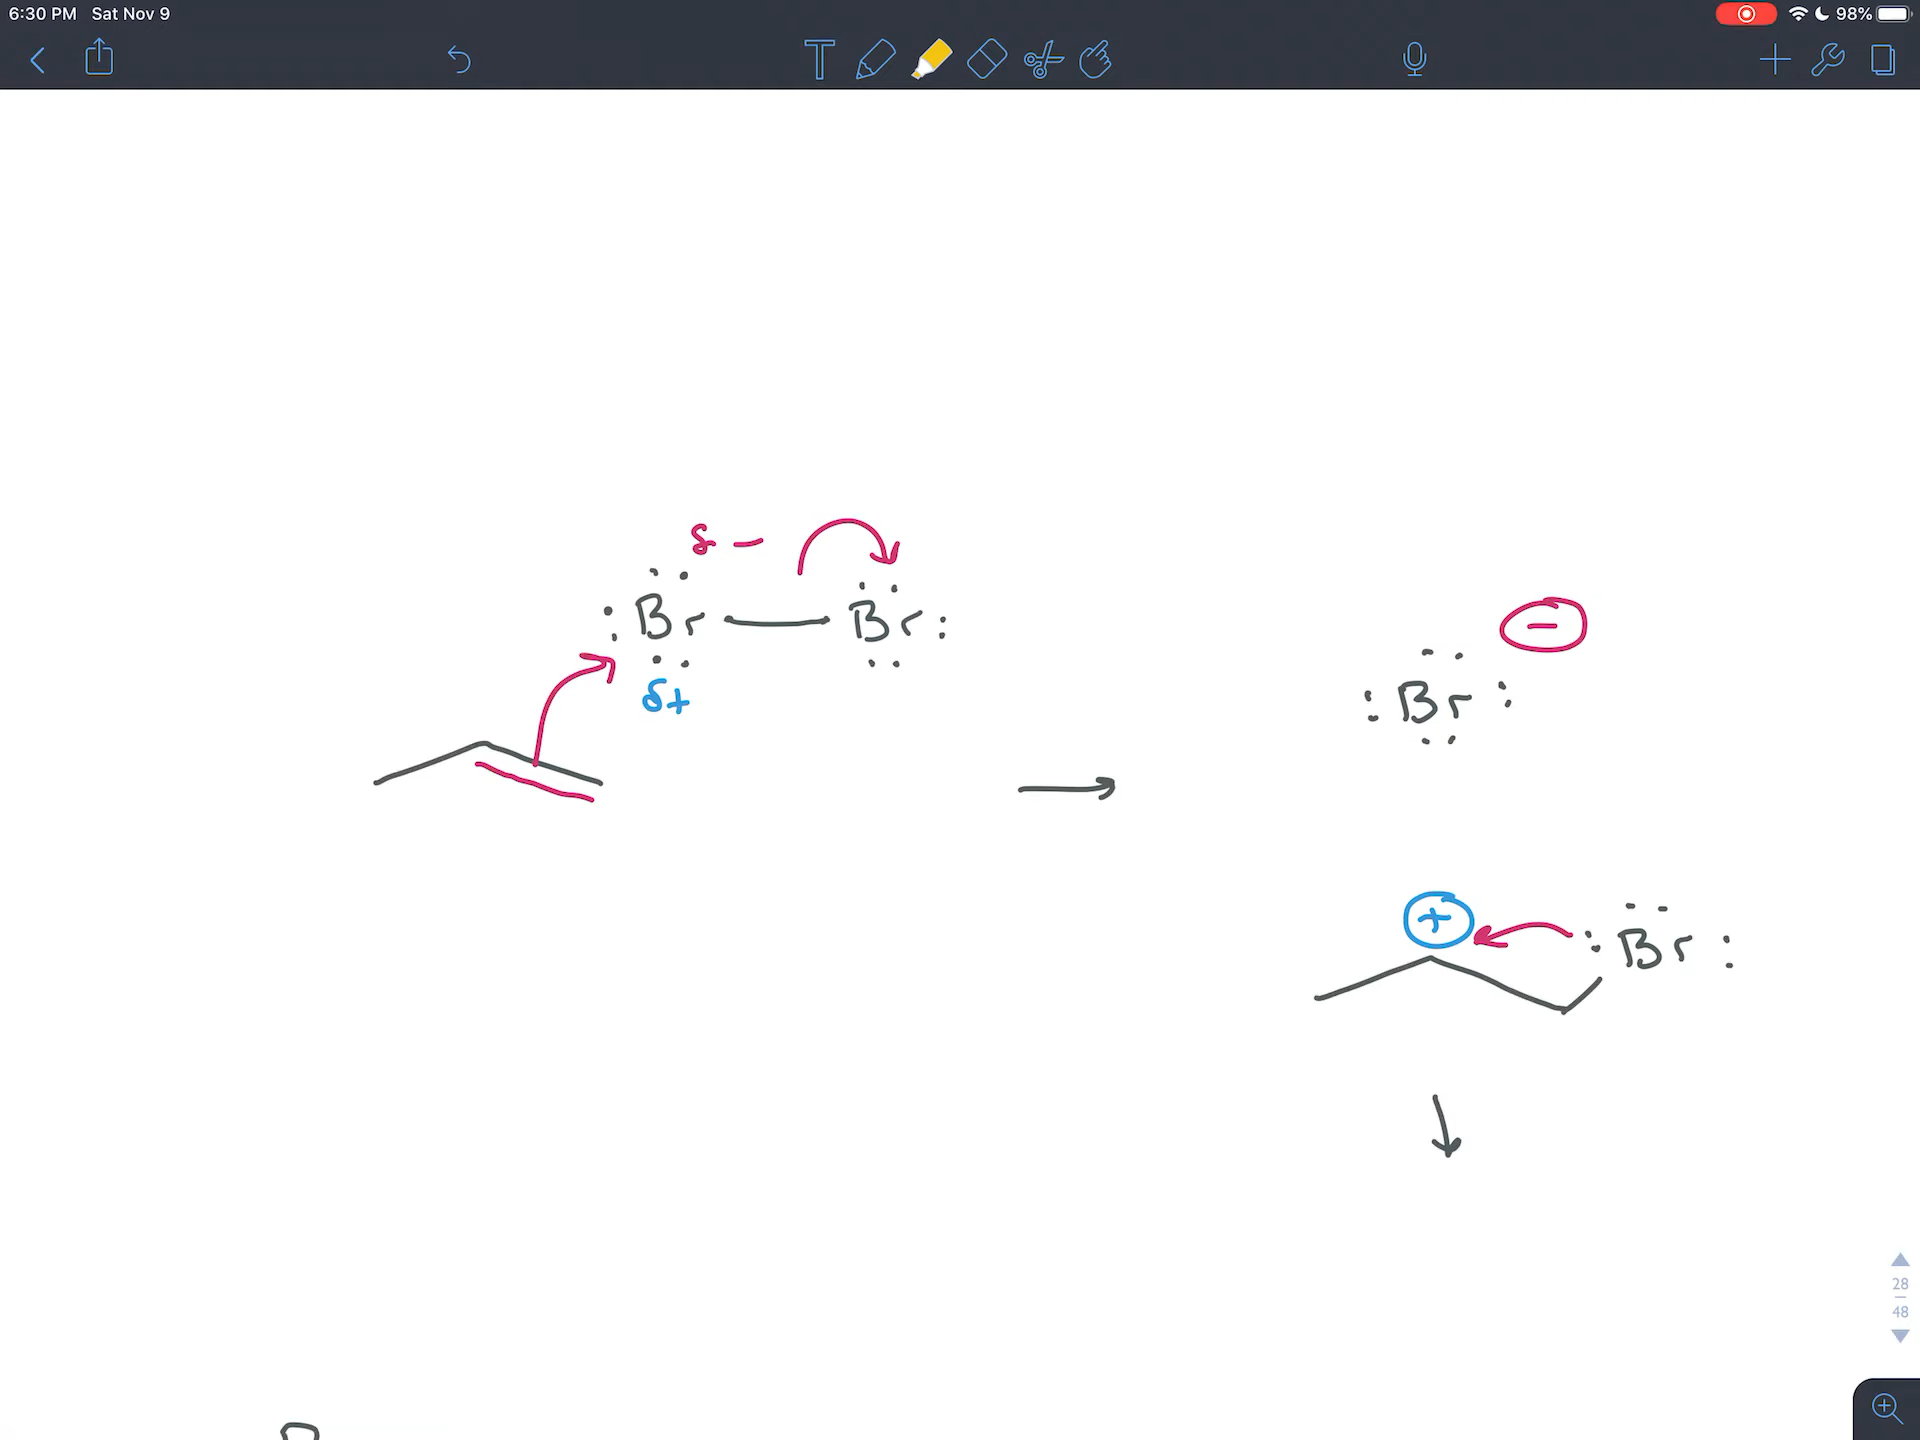 6:30 PM Sat Nov 9
98%
T
δ −
:Br — Br:
δ+
−
:Br:
+
:Br:
28
48